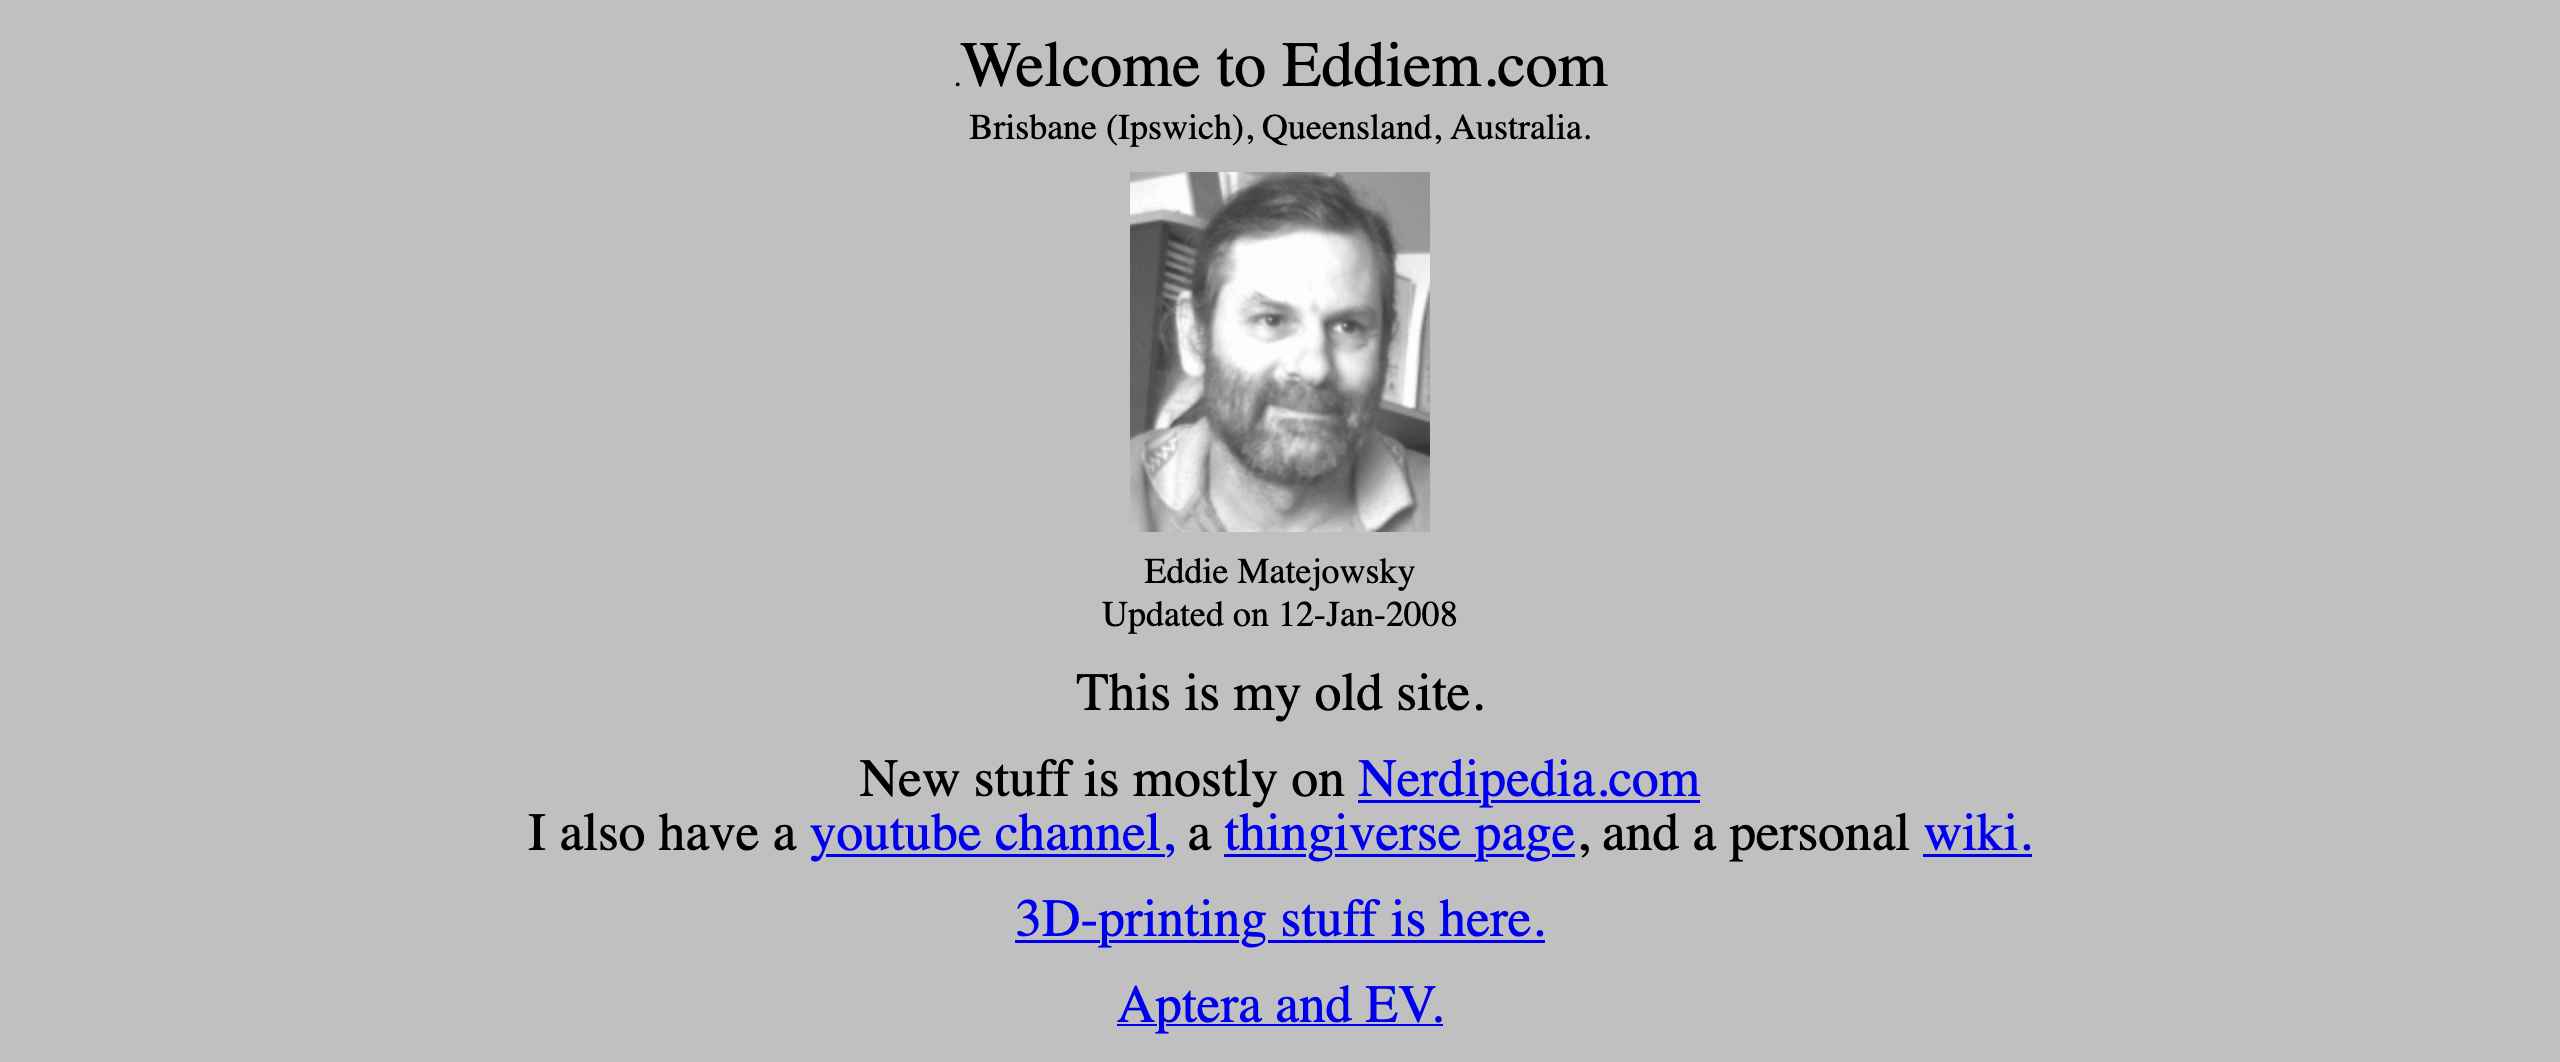 .Welcome to Eddiem.com
Brisbane (Ipswich), Queensland, Australia.
Eddie Matejowsky
Updated on 12-Jan-2008
This is my old site.
New stuff is mostly on Nerdipedia.com
I also have a youtube channel, a thingiverse page, and a personal wiki.
3D-printing stuff is here.
Aptera and EV.